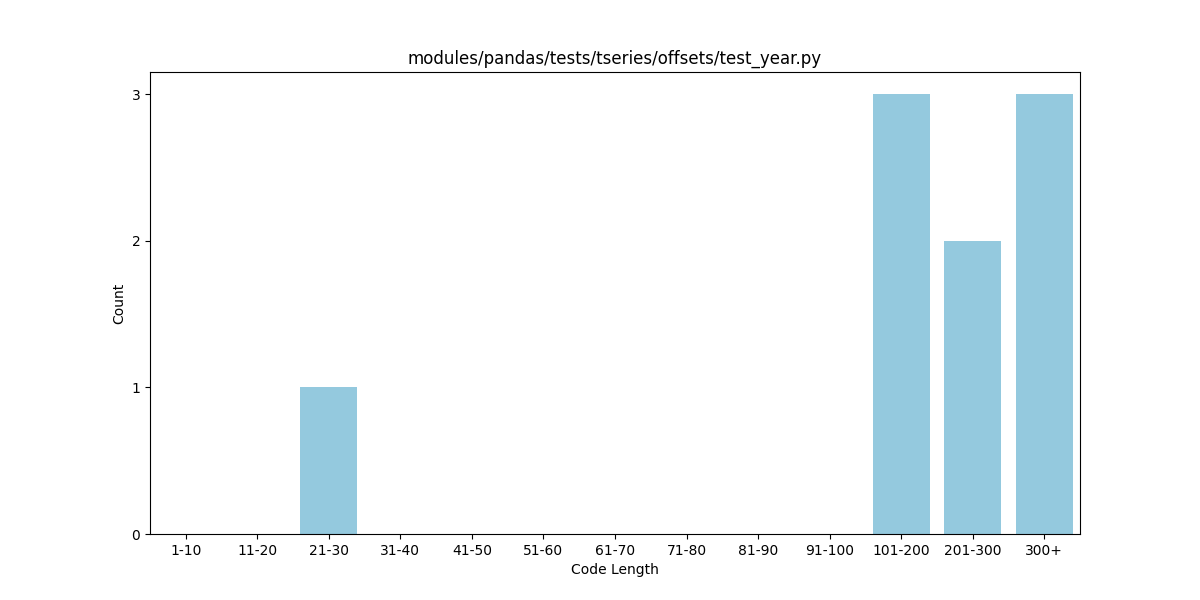 modules/pandas/tests/tseries/offsets/test_year.py
3
2
1
0
Count
1-10 11-20 21-30 31-40 41-50 51-60 61-70 71-80 81-90 91-100 101-200 201-300 300+
Code Length